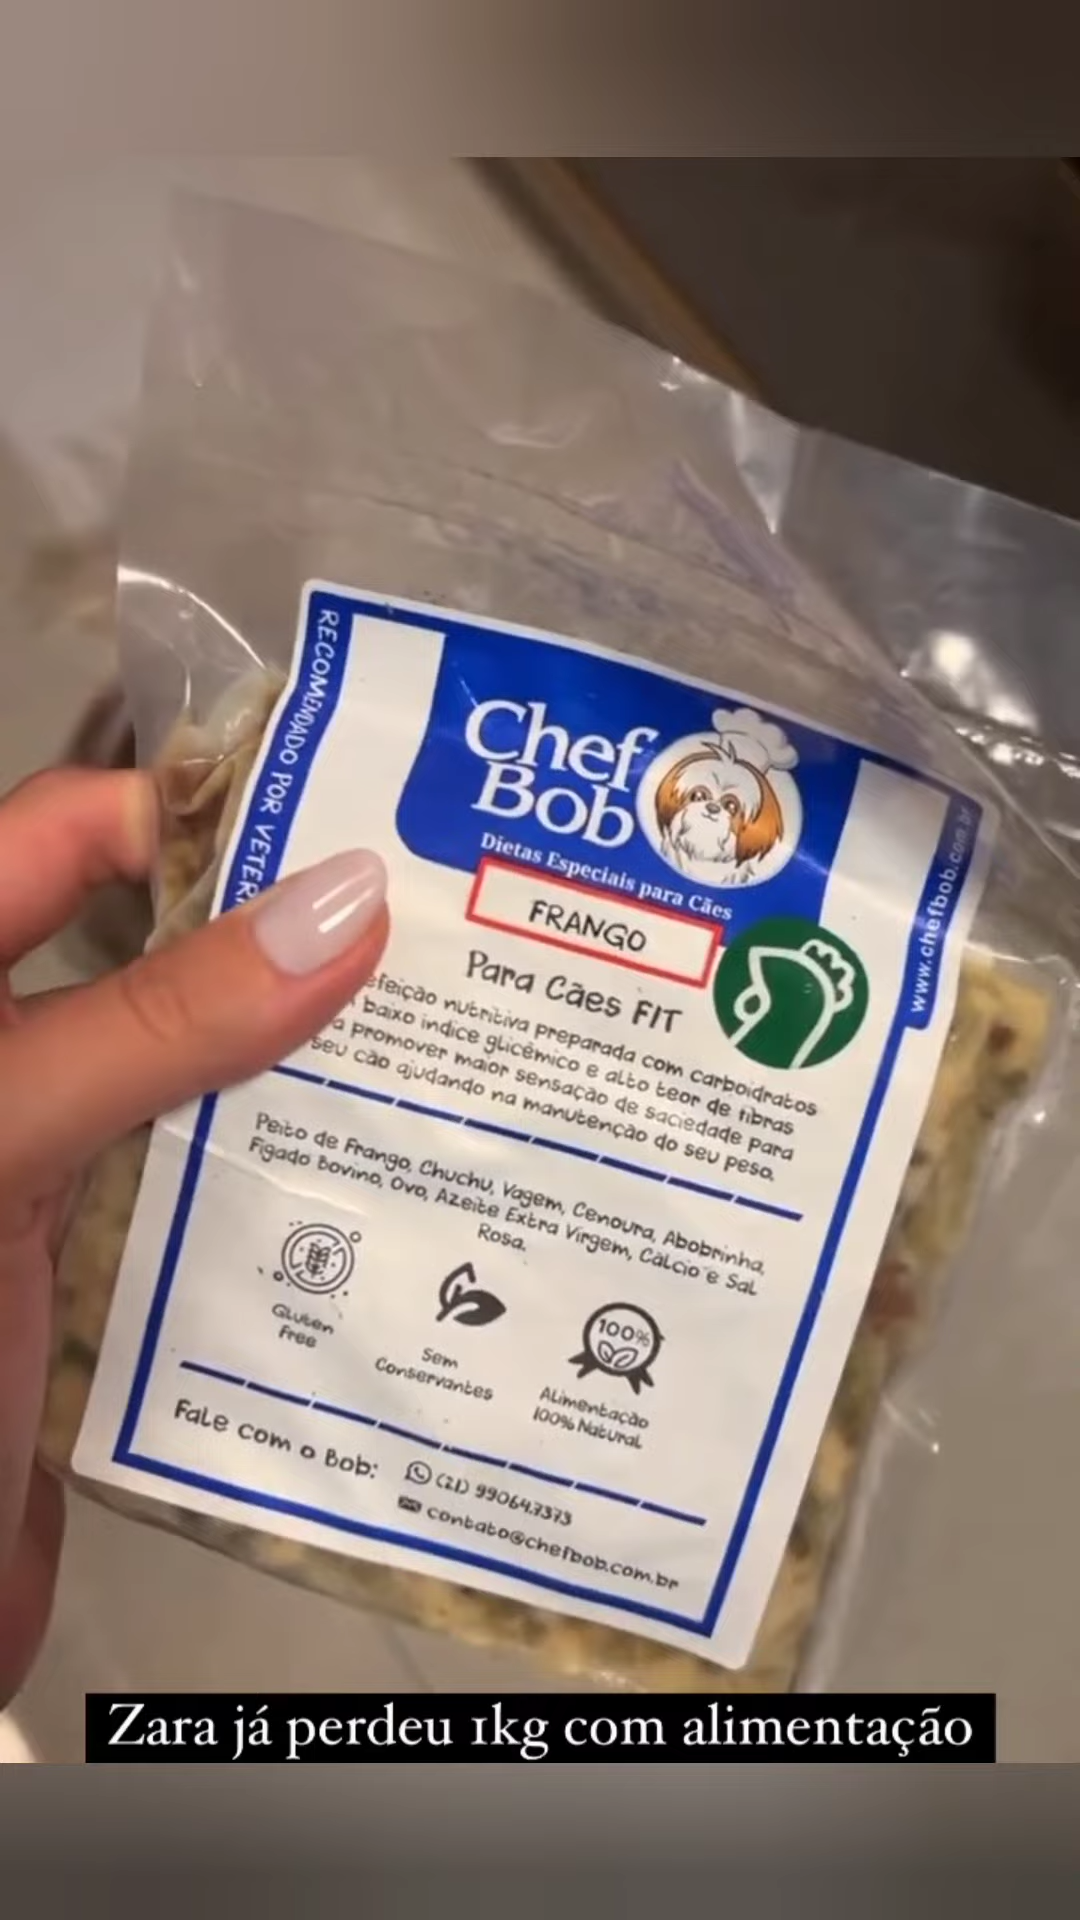 Chef
Bob
Dietas Especiais para Cães
FRANGO
Para Cães FIT
nutritiva preparada com carboidratos
baixo índice glicêmico e alto teor de fibras
promover maior sensação de saciedade para
seu cão ajudando na manutenção do seu peso.
Peito de Frango, Chuchu, Vagem, Cenoura, Abobrinha,
Fígado Bovino, Ovo, Azeite Extra Virgem, Cálcio e Sal
Rosa.
Gluten
Free
Sem
Conservantes
100%
Alimentação
100% Natural
Fale com o Bob:
(21) 99064.7373
contato@chefbob.com.br
RECOMENDADO POR
www.chefbob.com.br
Zara já perdeu 1kg com alimentação